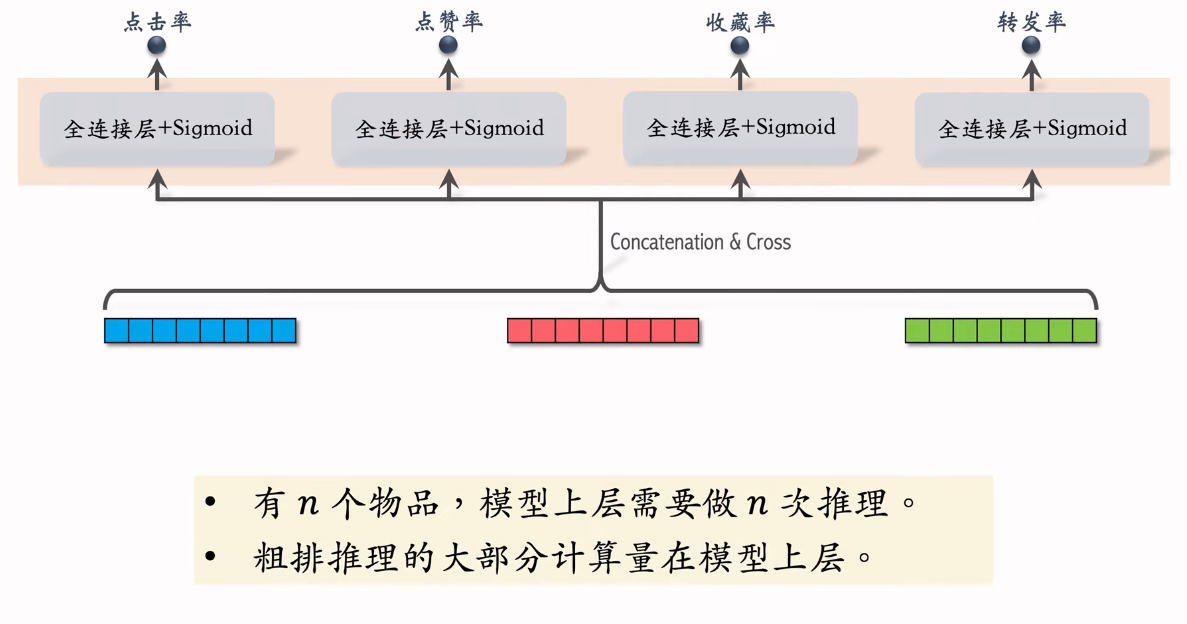 点击率 点赞率 收藏率 转发率
全连接层+Sigmoid 全连接层+Sigmoid 全连接层+Sigmoid 全连接层+Sigmoid
Concatenation & Cross
• 有 n 个物品，模型上层需要做 n 次推理。
• 粗排推理的大部分计算量在模型上层。